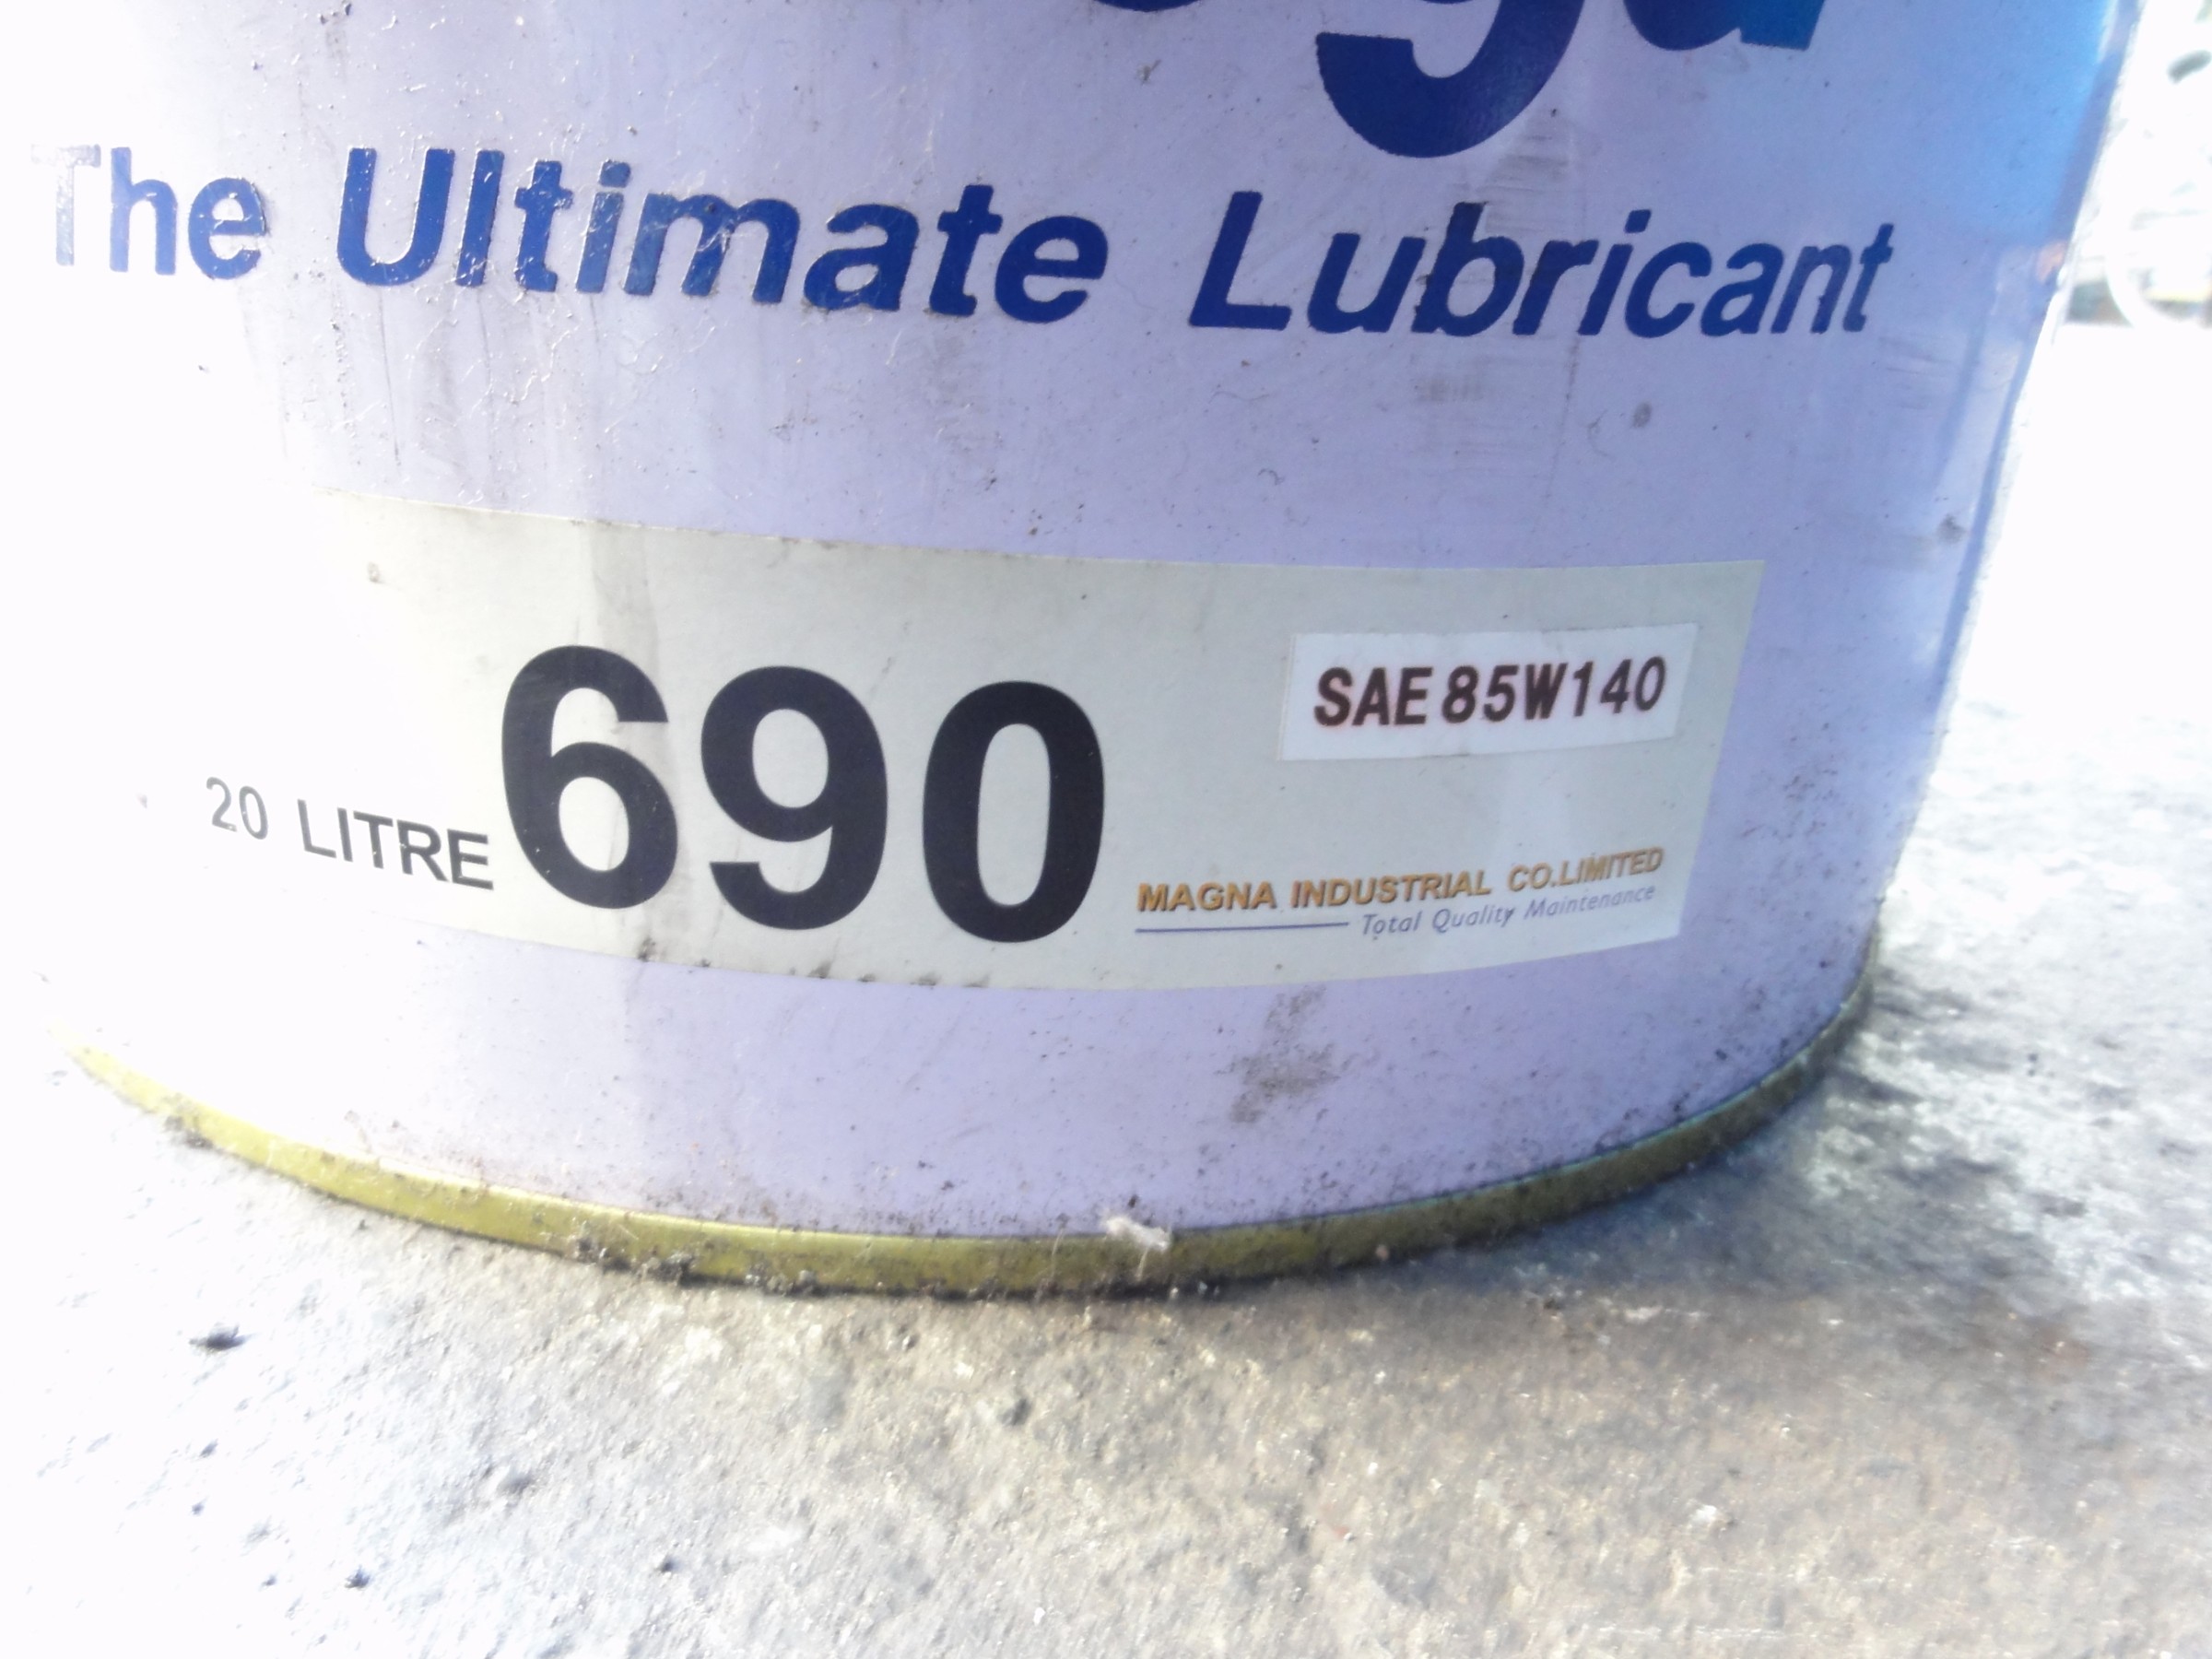 The Ultimate Lubricant
SAE 85W140
20 LITRE 690
MAGNA INDUSTRIAL CO.LIMITED
Total Quality Maintenance